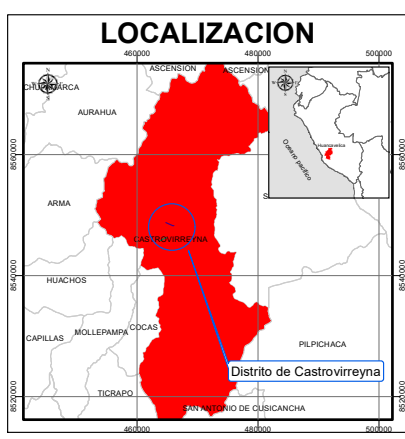 LOCALIZACION
460000
480000
500000
ASCENSION
ASCENSION
CHUPAMARCA
AURAHUA
8560000
8560000
Huancavelica
Oceano pacifico
ARMA
CASTROVIRREYNA
8540000
8540000
HUACHOS
COCAS
MOLLEPAMPA
CAPILLAS
PILPICHACA
Distrito de Castrovirreyna
TICRAPO
SAN ANTONIO DE CUSICANCHA
8520000
8520000
460000
480000
500000